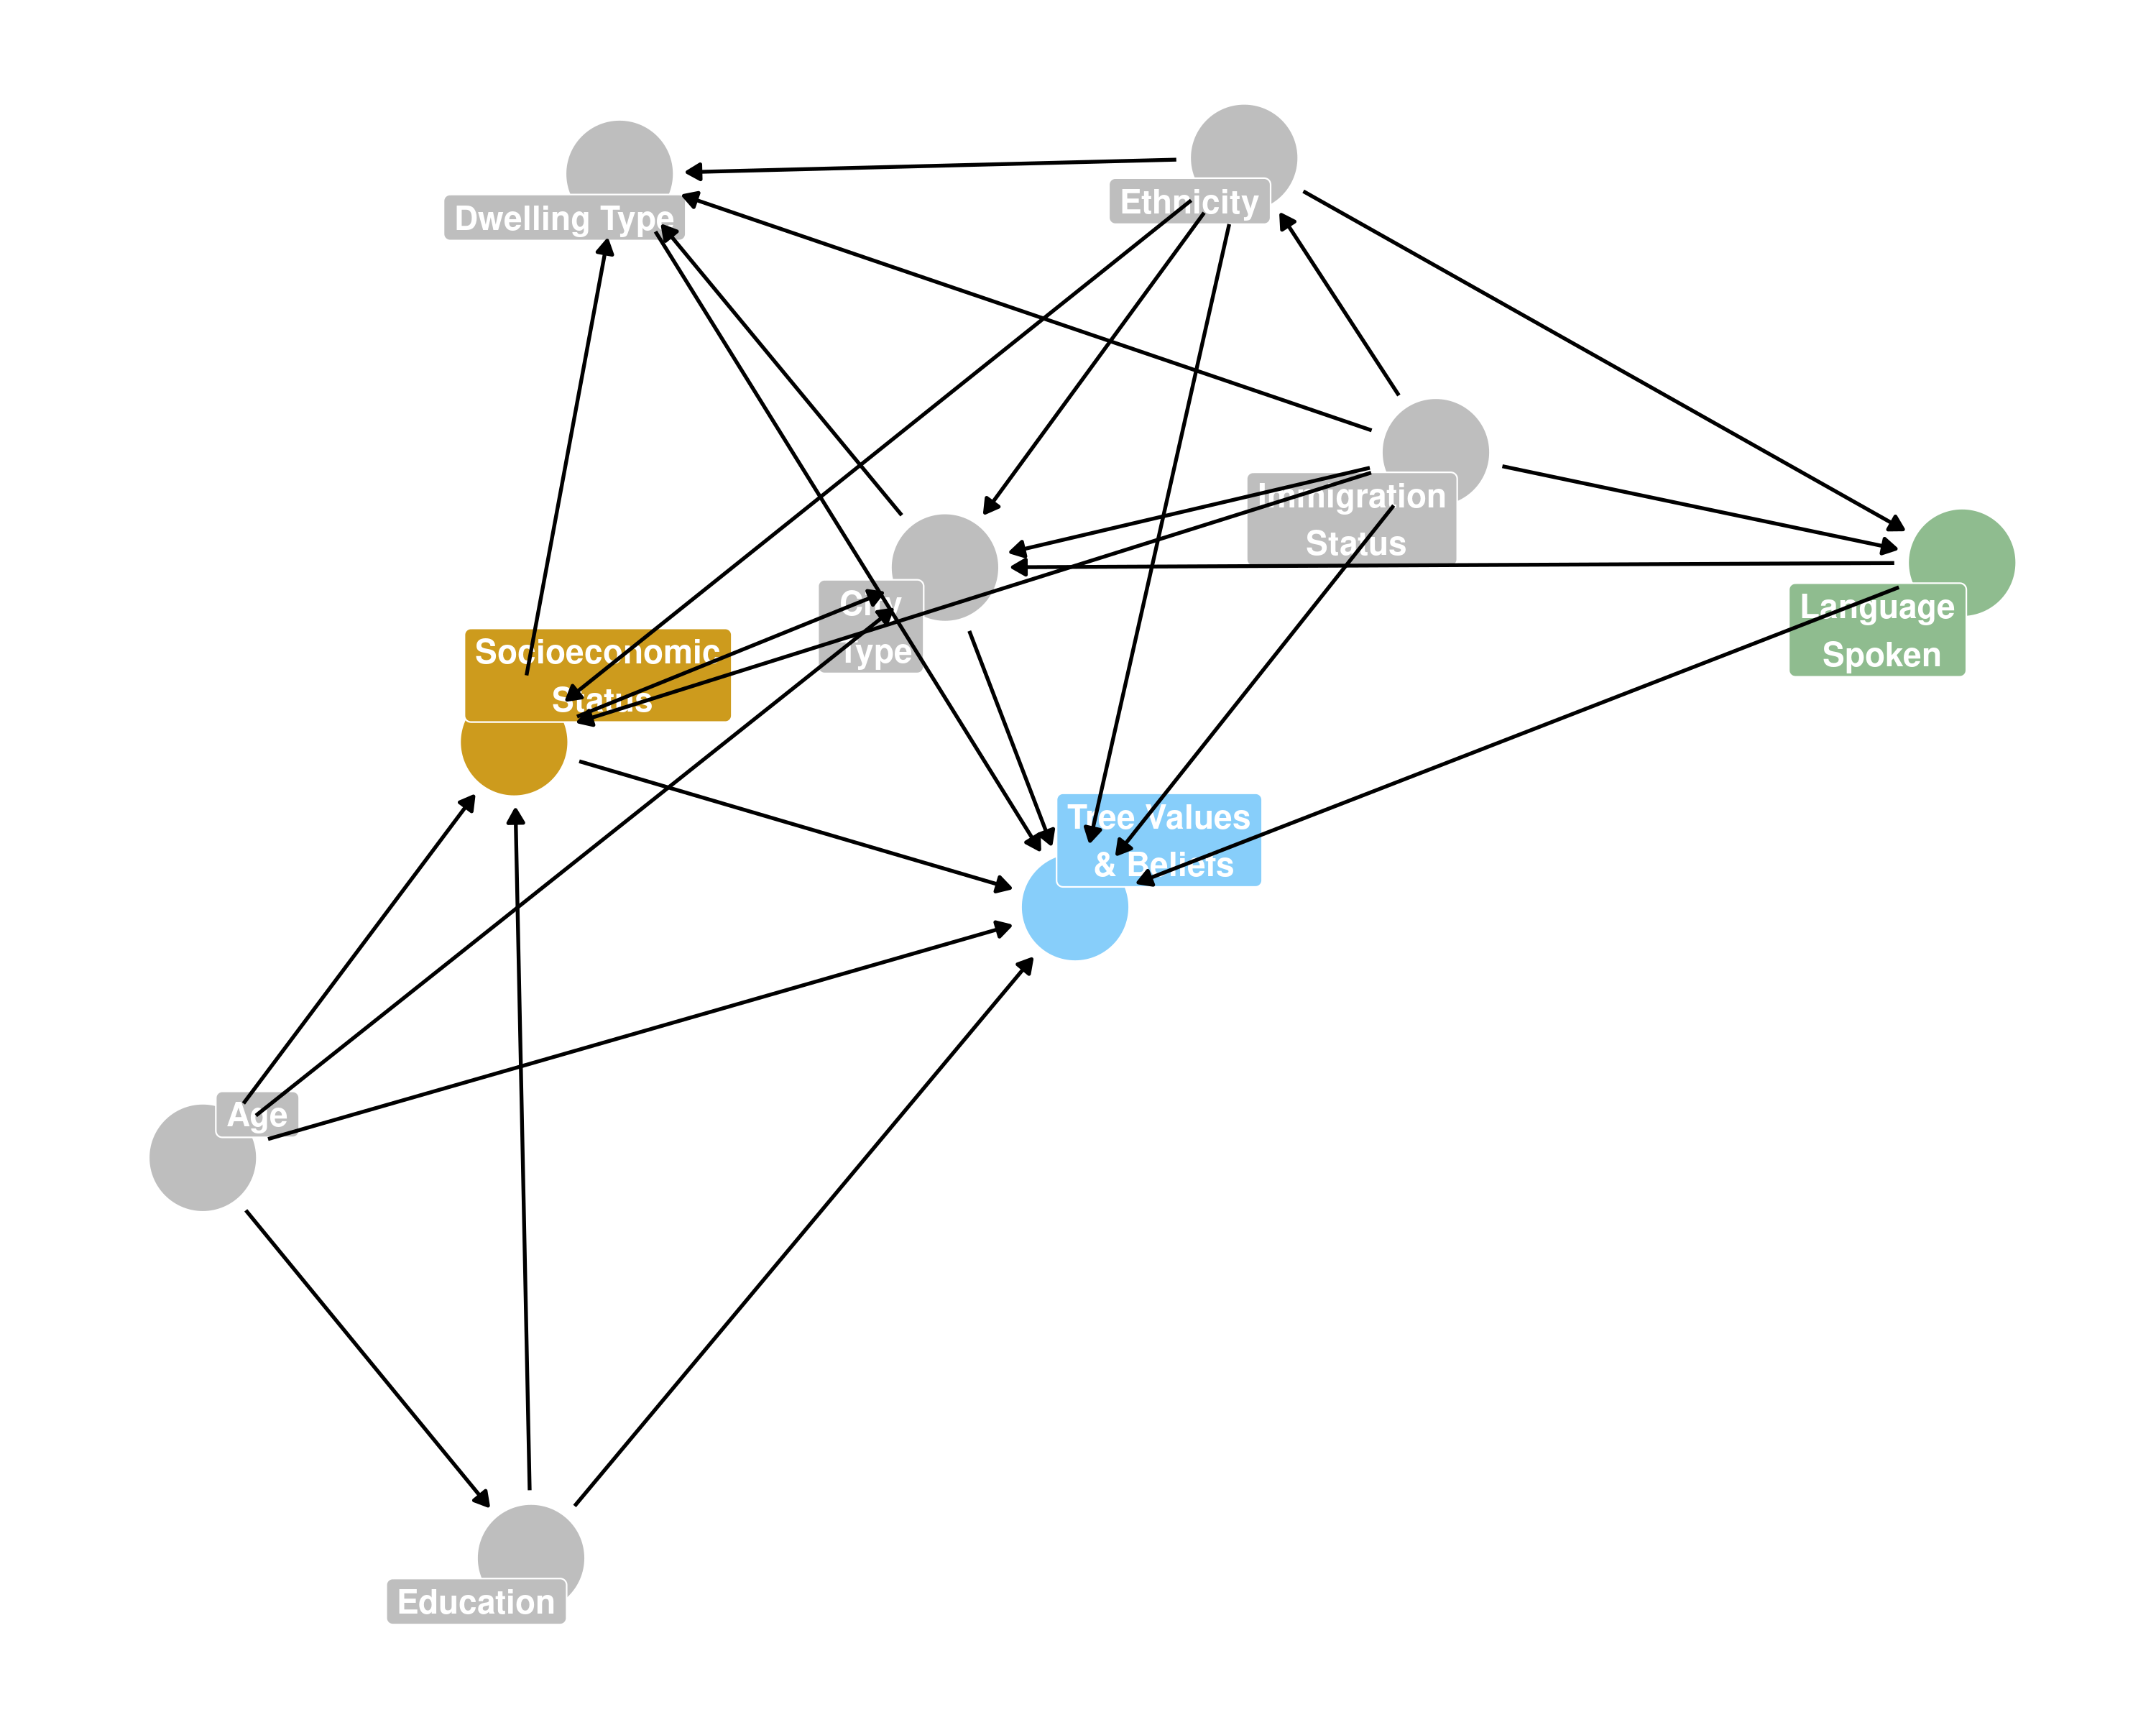 Dwelling Type
Ethnicity
Immigration
Status
City
Type
Language
Spoken
Socioeconomic
Status
Tree Values
& Beliefs
Age
Education